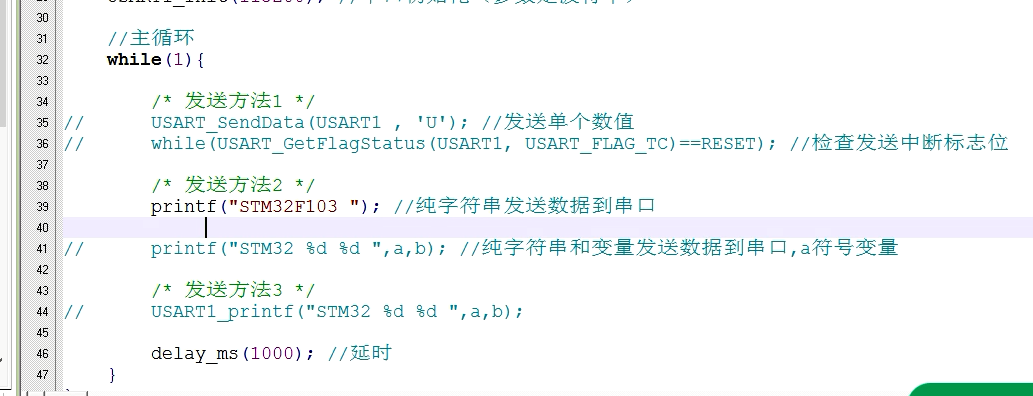 30
31 //主循环
32 while(1){
33
34 /* 发送方法1 */
35 // USART_SendData(USART1 , 'U'); //发送单个数值
36 // while(USART_GetFlagStatus(USART1, USART_FLAG_TC)==RESET); //检查发送中断标志位
37
38 /* 发送方法2 */
39 printf("STM32F103 "); //纯字符串发送数据到串口
40
41 // printf("STM32 %d %d ",a,b); //纯字符串和变量发送数据到串口,a符号变量
42
43 /* 发送方法3 */
44 // USART1_printf("STM32 %d %d ",a,b);
45
46 delay_ms(1000); //延时
47 }